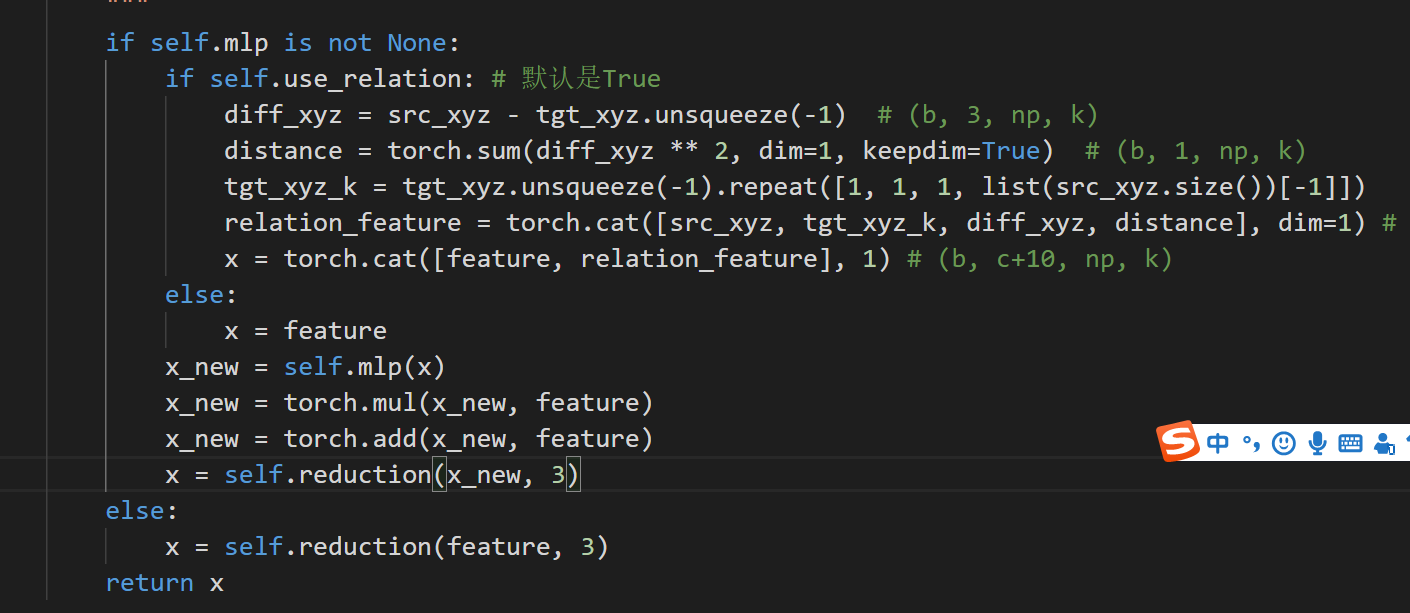 if self.mlp is not None:
if self.use_relation: # 默认是True
diff_xyz = src_xyz - tgt_xyz.unsqueeze(-1)  # (b, 3, np, k)
distance = torch.sum(diff_xyz ** 2, dim=1, keepdim=True)  # (b, 1, np, k)
tgt_xyz_k = tgt_xyz.unsqueeze(-1).repeat([1, 1, 1, list(src_xyz.size())[-1]])
relation_feature = torch.cat([src_xyz, tgt_xyz_k, diff_xyz, distance], dim=1) #
x = torch.cat([feature, relation_feature], 1) # (b, c+10, np, k)
else:
x = feature
x_new = self.mlp(x)
x_new = torch.mul(x_new, feature)
x_new = torch.add(x_new, feature)
中
x = self.reduction(x_new, 3)
else:
x = self.reduction(feature, 3)
return x